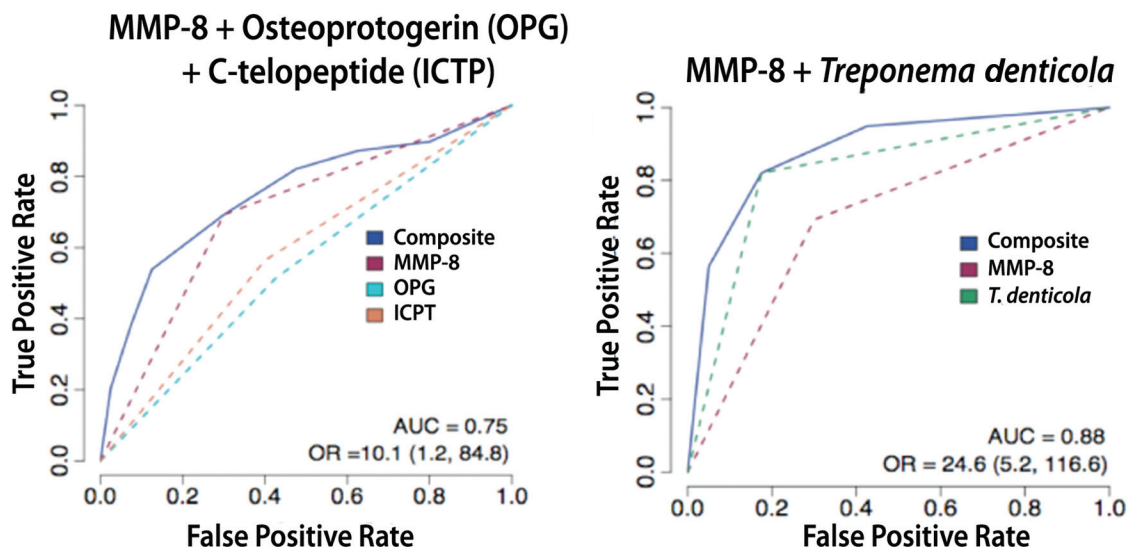 MMP-8 + Osteoprotogerin (OPG)
+ C-telopeptide (ICTP)
True Positive Rate
1.0
0.8
0.6
0.4
0.2
0.0
Composite
MMP-8
OPG
ICPT
AUC = 0.75
OR =10.1 (1.2, 84.8)
0.0 0.2 0.4 0.6 0.8 1.0
False Positive Rate
MMP-8 + Treponema denticola
True Positive Rate
1.0
0.8
0.6
0.4
0.2
0.0
Composite
MMP-8
T. denticola
AUC = 0.88
OR = 24.6 (5.2, 116.6)
0.0 0.2 0.4 0.6 0.8 1.0
False Positive Rate